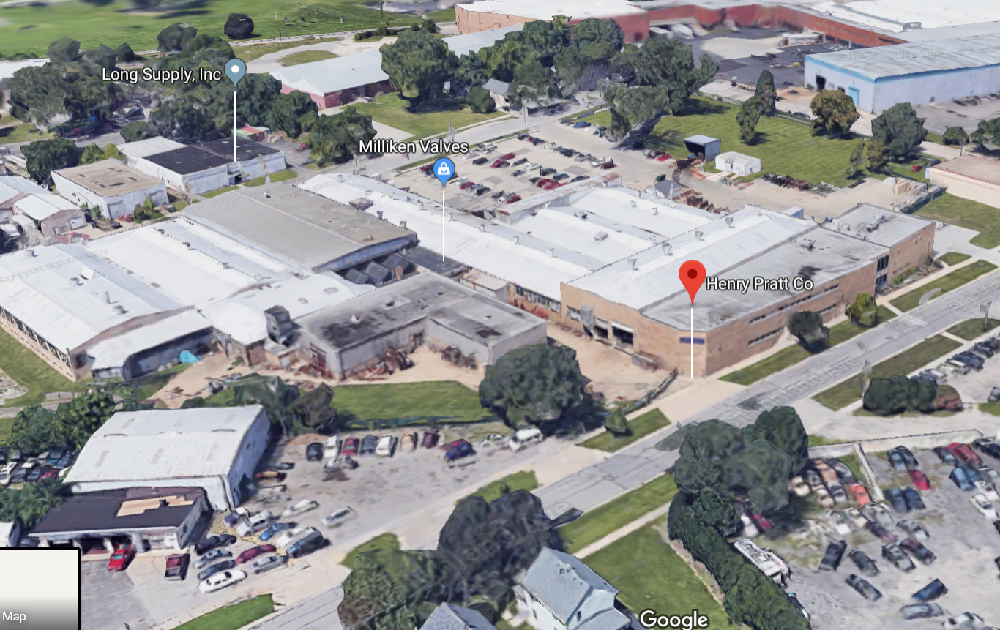 Long Supply, Inc
Milliken Valves
Henry Pratt Co
Google
Map